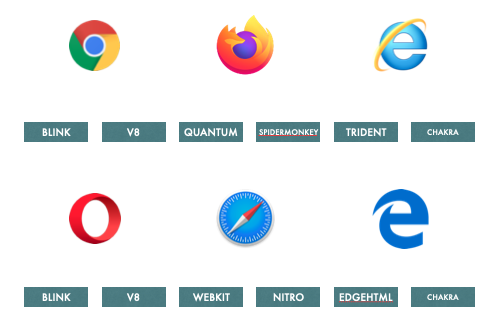 BLINK V8 QUANTUM SPIDERMONKEY TRIDENT CHAKRA
BLINK V8 WEBKIT NITRO EDGEHTML CHAKRA